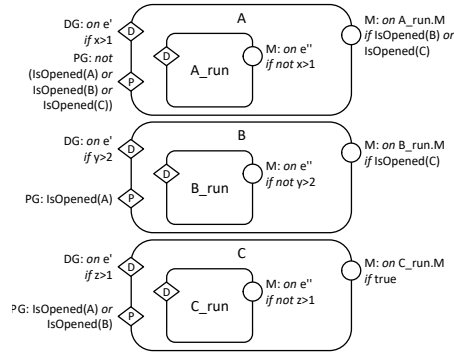 A
DG: on e'
if x>1
D
PG: not
(IsOpened(A) or
IsOpened(B) or
IsOpened(C))
P
D
A_run
M: on e''
if not x>1
M: on A_run.M
if IsOpened(B) or
IsOpened(C)
B
DG: on e'
if y>2
D
PG: IsOpened(A)
P
D
B_run
M: on e''
if not y>2
M: on B_run.M
if IsOpened(C)
C
DG: on e'
if z>1
D
PG: IsOpened(A) or
IsOpened(B)
P
D
C_run
M: on e''
if not z>1
M: on C_run.M
if true